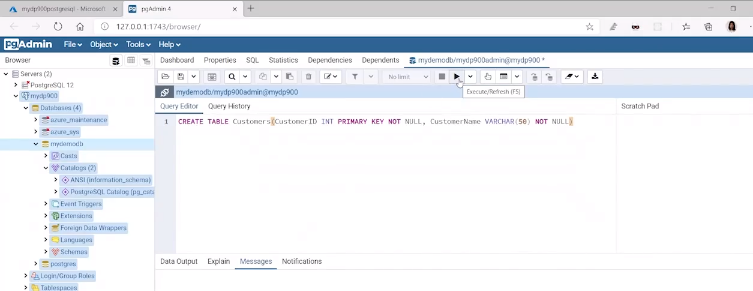 mydp900postgresql - Microsoft
pgAdmin 4
127.0.0.1:1743/browser/
pgAdmin File Object Tools Help
Browser
Dashboard Properties SQL Statistics Dependencies Dependents mydemodb/mydp900admin@mydp900 *
Servers (2)
PostgreSQL 12
mydp900
Databases (4)
azure_maintenance
azure_sys
mydemodb
Casts
Catalogs (2)
ANSI (information_schema)
PostgreSQL Catalog (pg_cata
Event Triggers
Extensions
Foreign Data Wrappers
Languages
Schemes
postgres
Login/Group Roles
Tablespaces
No limit
Execute/Refresh (F5)
mydemodb/mydp900admin@mydp900
Query Editor Query History
Scratch Pad
1 CREATE TABLE Customers(CustomerID INT PRIMARY KEY NOT NULL, CustomerName VARCHAR(50) NOT NULL)
Data Output Explain Messages Notifications